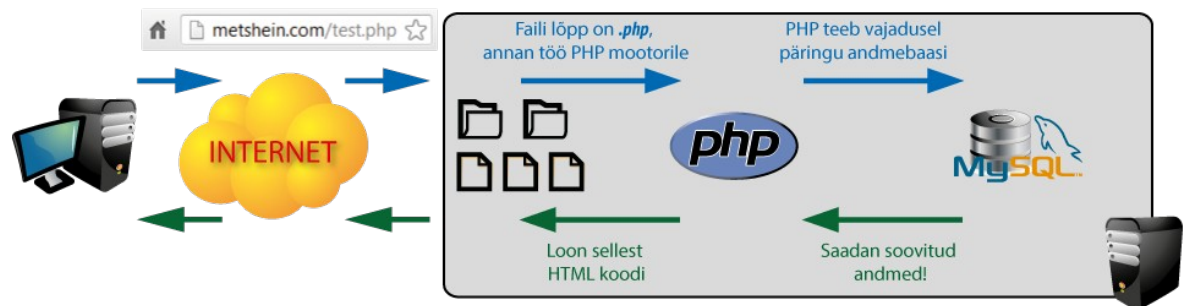 metshein.com/test.php
Faili lõpp on .php,
annan töö PHP mootorile
PHP teeb vajadusel
päringu andmebaasi
INTERNET
php
MySQL
Loon sellest
HTML koodi
Saadan soovitud
andmed!